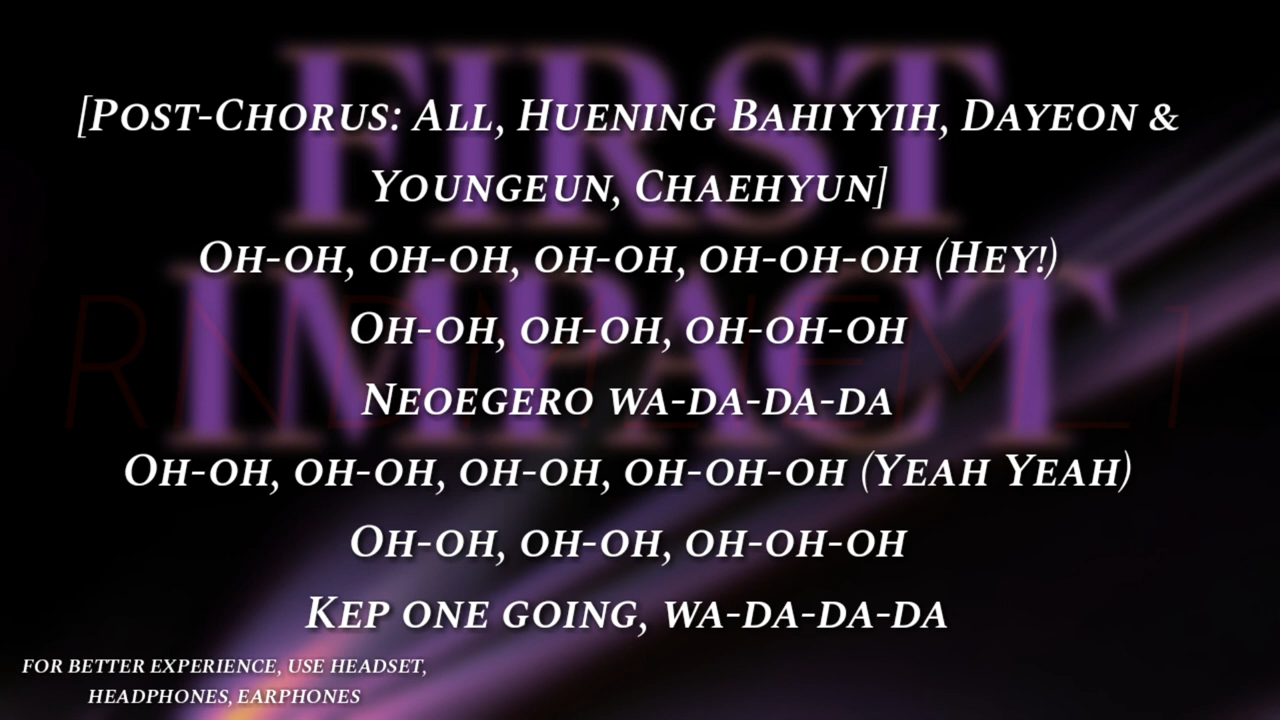 FIRST
IMPACT
[Post-Chorus: All, Huening Bahiyyih, Dayeon &
Youngeun, Chaehyun]
Oh-oh, oh-oh, oh-oh, oh-oh-oh (Hey!)
Oh-oh, oh-oh, oh-oh-oh
Neoegero wa-da-da-da
Oh-oh, oh-oh, oh-oh, oh-oh-oh (Yeah Yeah)
Oh-oh, oh-oh, oh-oh-oh
Kep one going, wa-da-da-da
FOR BETTER EXPERIENCE, USE HEADSET,
HEADPHONES, EARPHONES